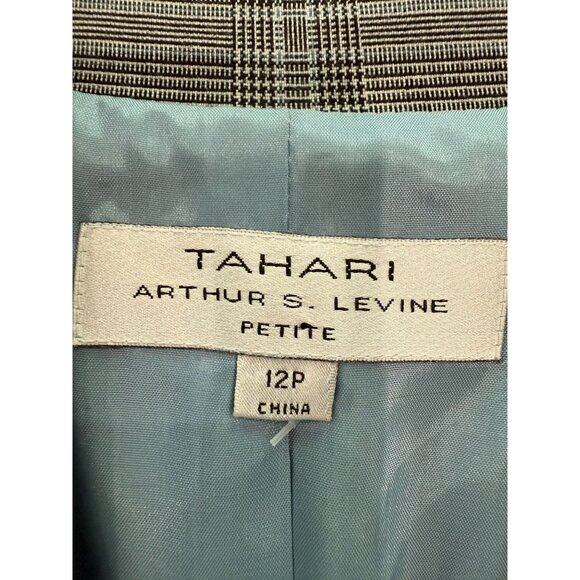 TAHARI
ARTHUR S. LEVINE
PETITE
12P
CHINA